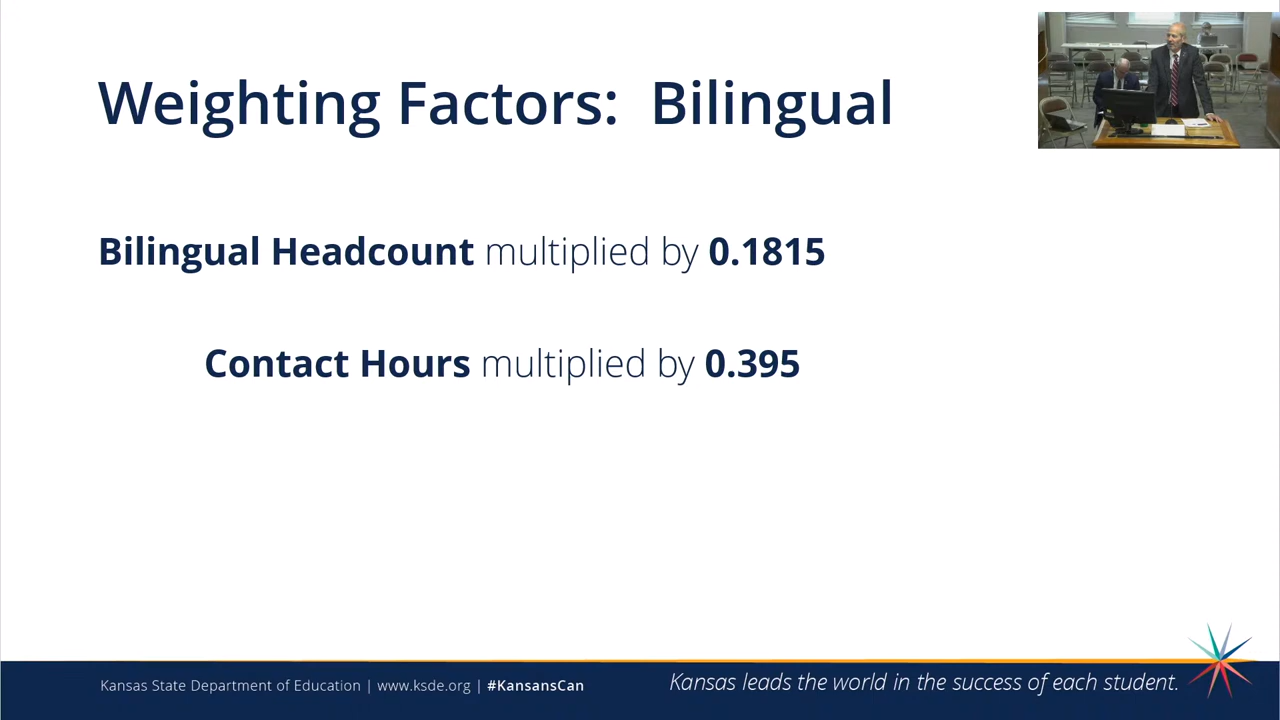 Weighting Factors: Bilingual
Bilingual Headcount multiplied by 0.1815
Contact Hours multiplied by 0.395
Kansas State Department of Education | www.ksde.org | #KansansCan
Kansas leads the world in the success of each student.